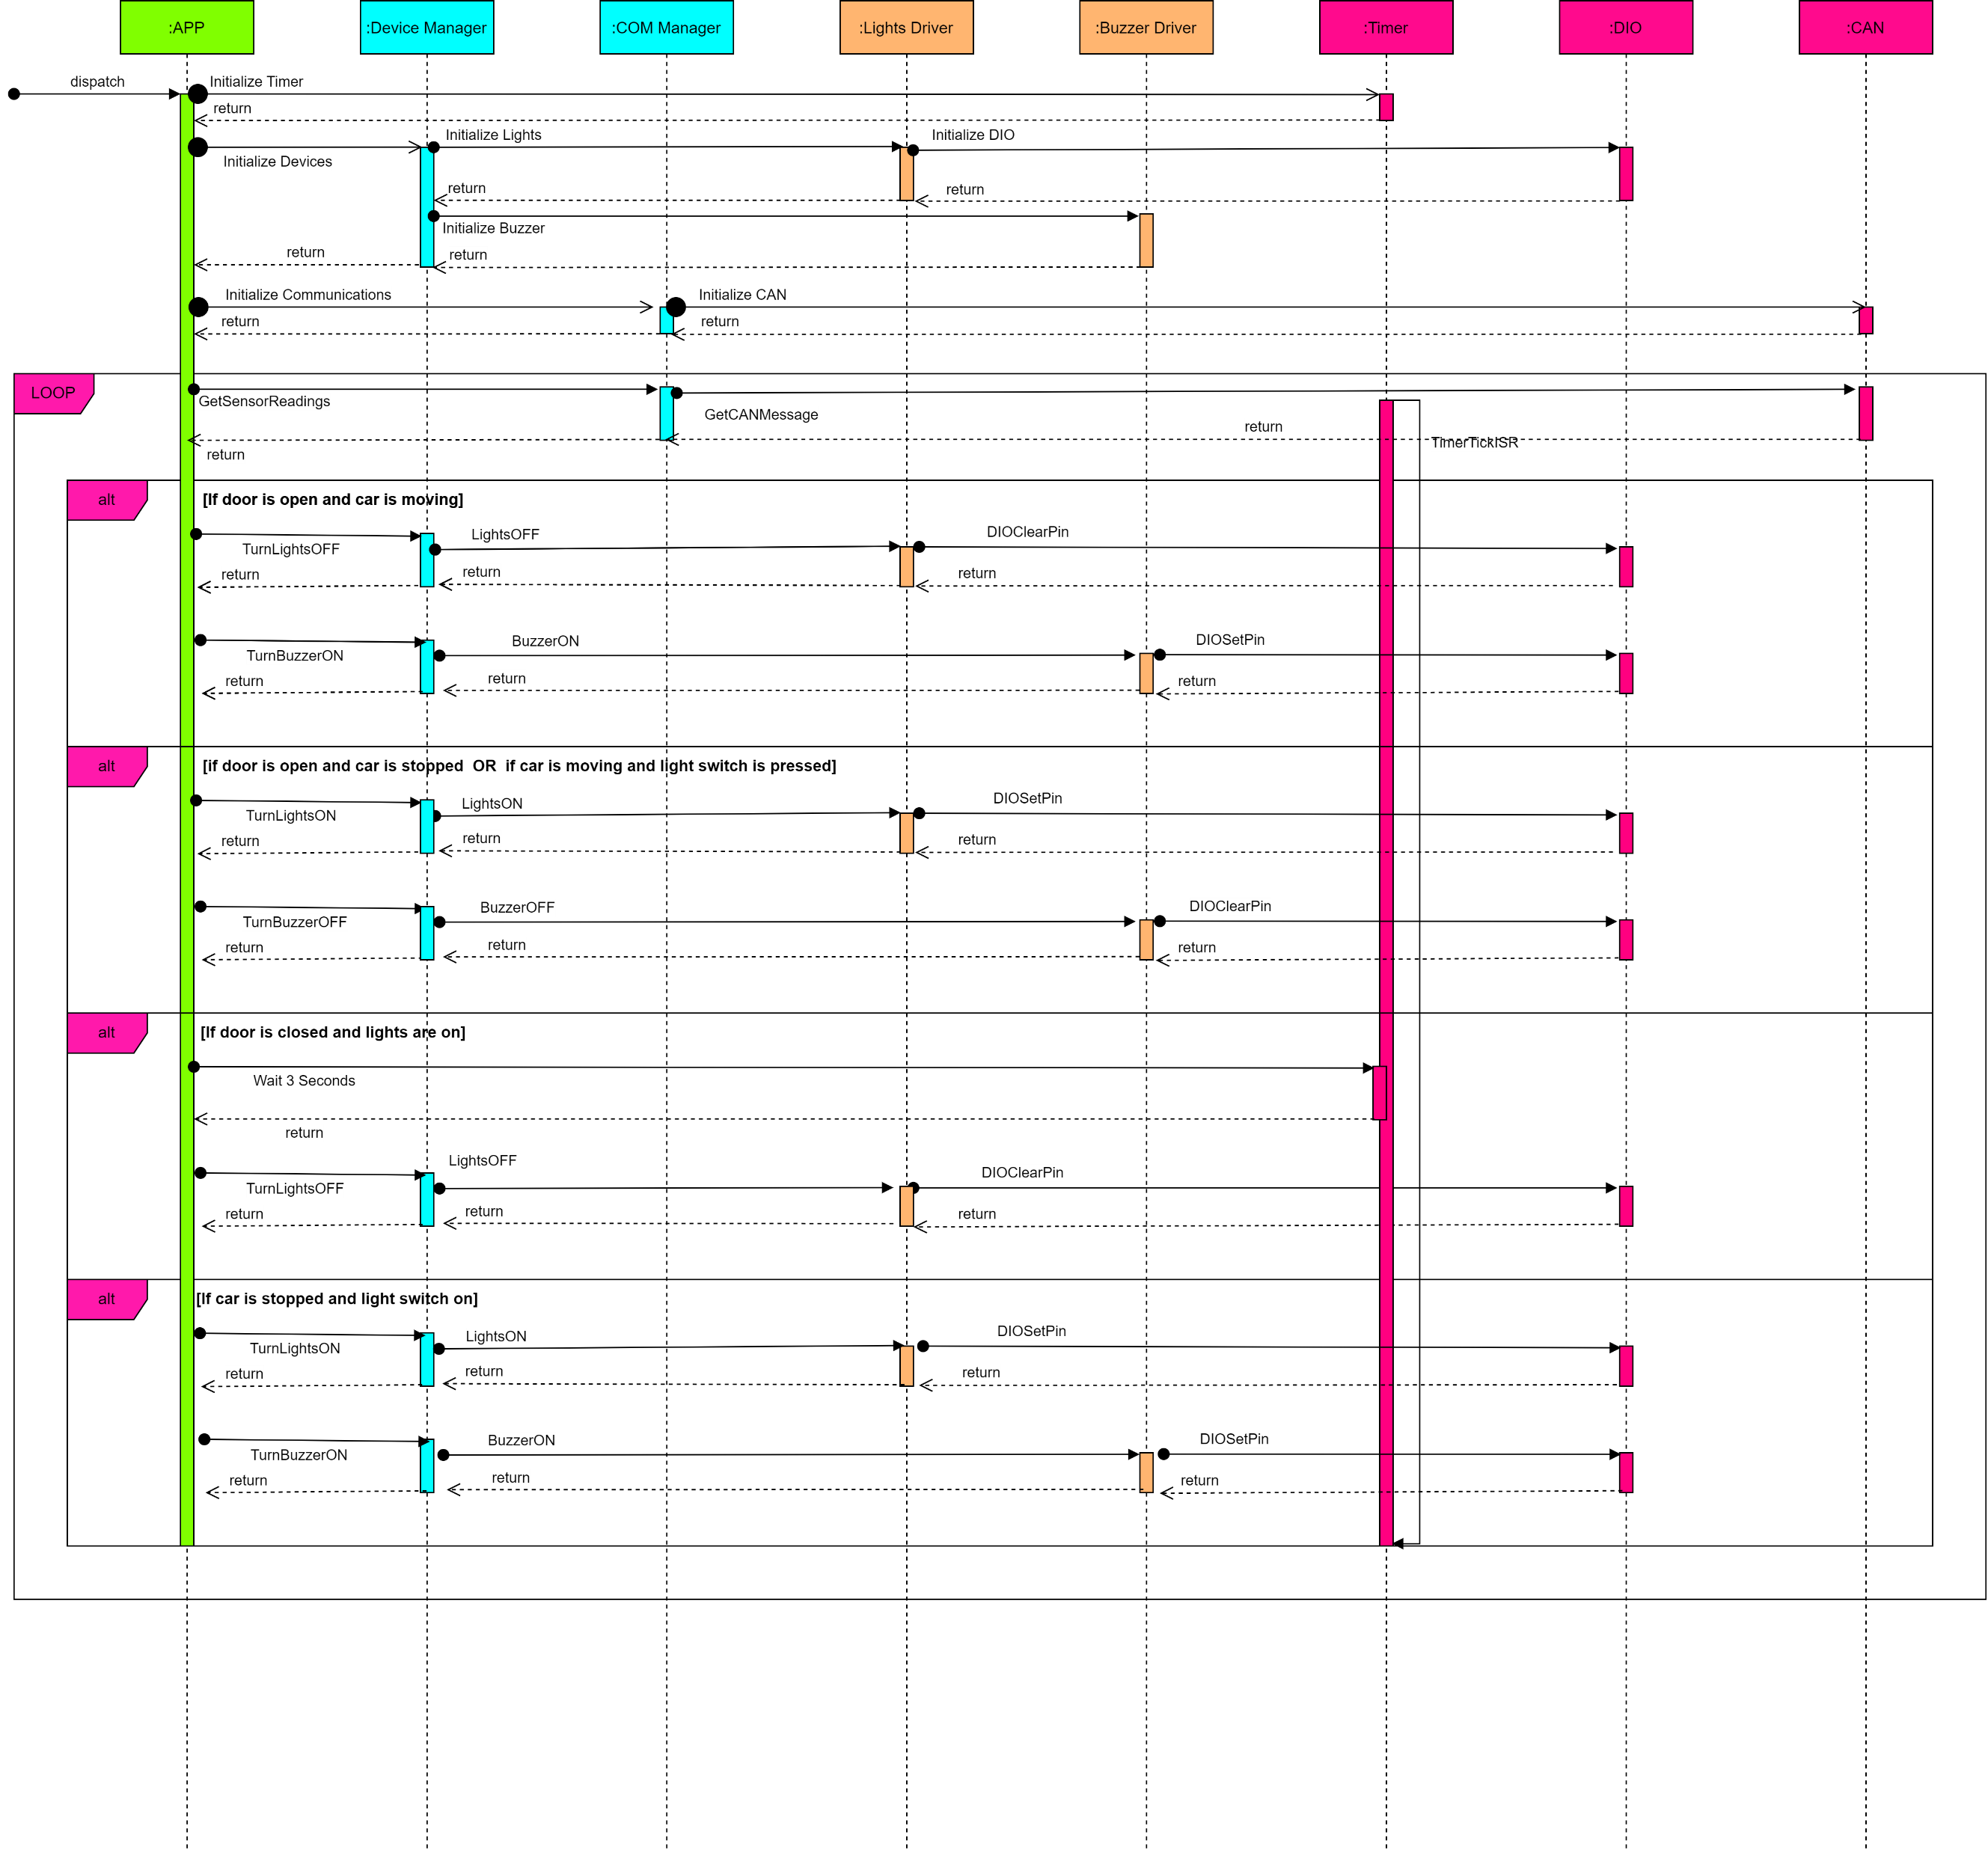 :APP
:Device Manager
:COM Manager
:Lights Driver
:Buzzer Driver
:Timer
:DIO
:CAN
dispatch
Initialize Timer
return
Initialize Lights
Initialize DIO
Initialize Devices
return
return
Initialize Buzzer
return
return
Initialize Communications
Initialize CAN
return
return
LOOP
GetSensorReadings
GetCANMessage
return
TimerTickISR
return
alt
[If door is open and car is moving]
LightsOFF
DIOClearPin
TurnLightsOFF
return
return
return
BuzzerON
DIOSetPin
TurnBuzzerON
return
return
return
alt
[if door is open and car is stopped  OR  if car is moving and light switch is pressed]
LightsON
DIOSetPin
TurnLightsON
return
return
return
BuzzerOFF
DIOClearPin
TurnBuzzerOFF
return
return
return
alt
[If door is closed and lights are on]
Wait 3 Seconds
return
LightsOFF
DIOClearPin
TurnLightsOFF
return
return
return
alt
[If car is stopped and light switch on]
LightsON
DIOSetPin
TurnLightsON
return
return
return
BuzzerON
DIOSetPin
TurnBuzzerON
return
return
return